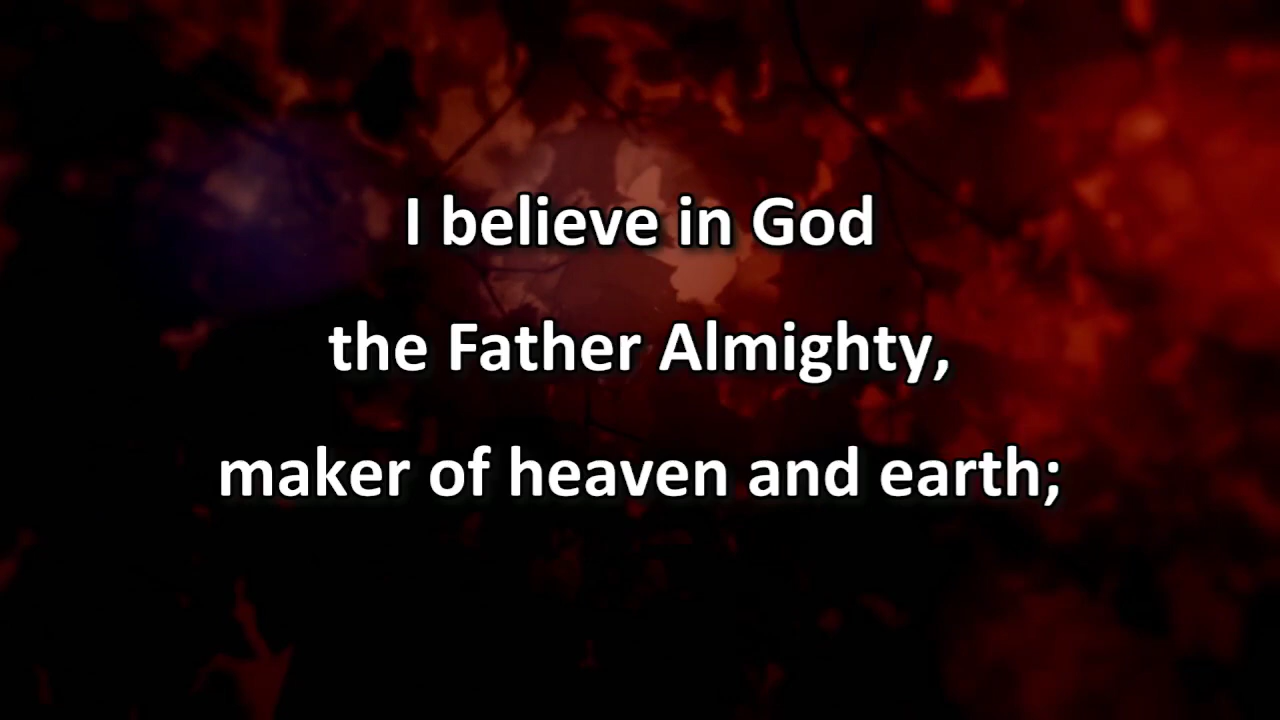 I believe in God
the Father Almighty,
maker of heaven and earth;